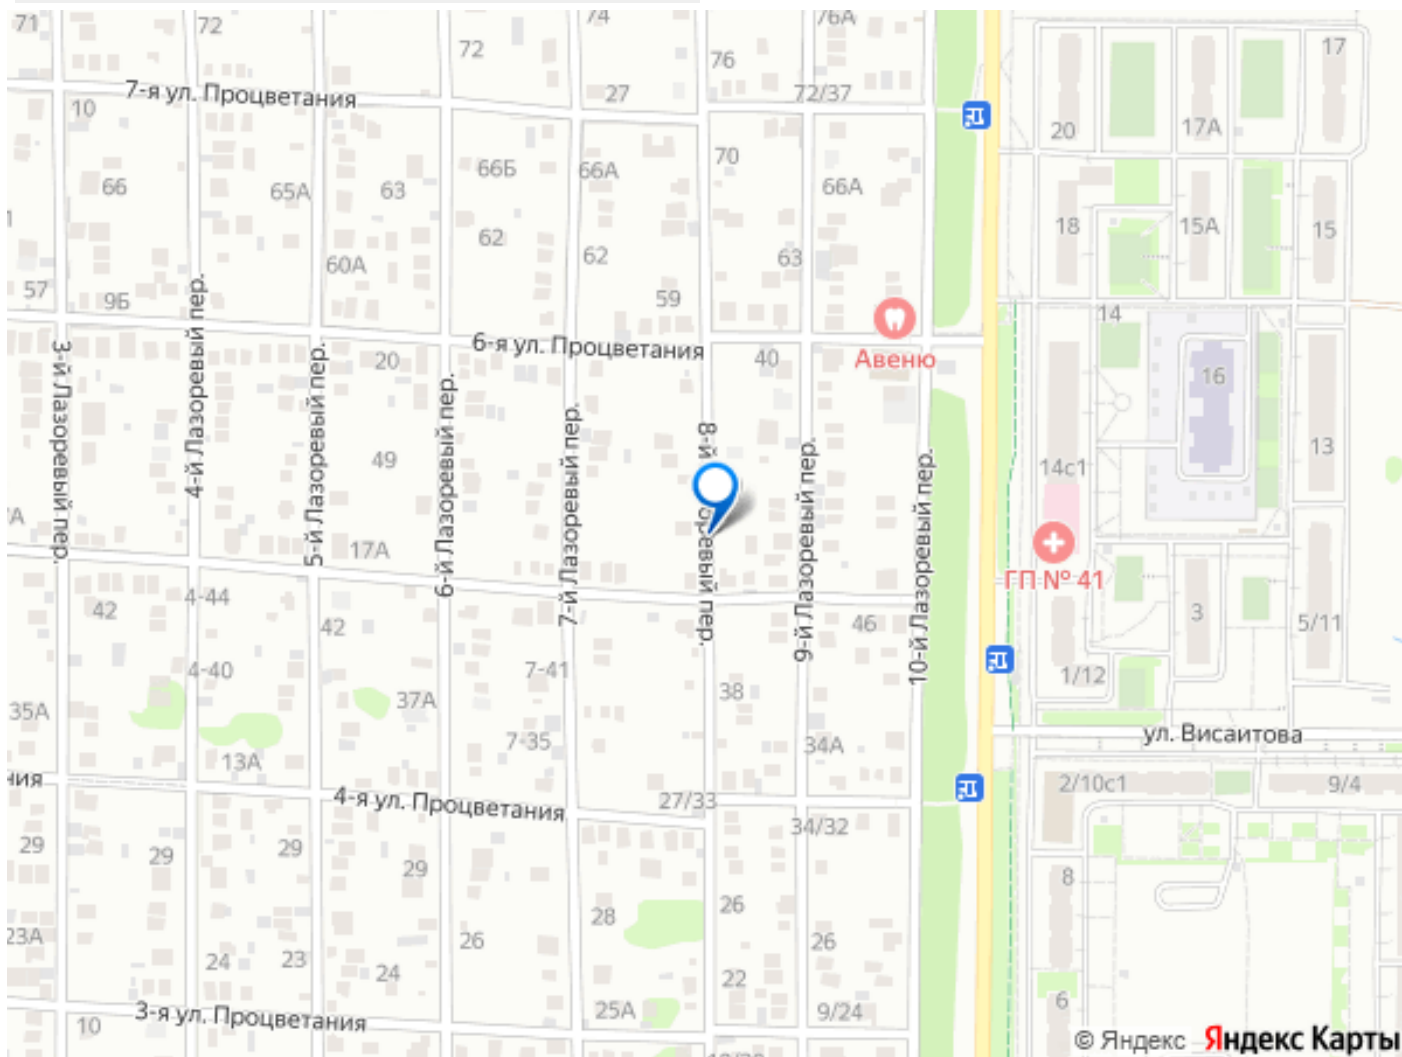 71
72
72
74
76
76А
17
7-я ул. Процветания
27
72/37
10
20
17А
66
65А
63
66Б
66А
70
66А
62
62
63
18
15А
15
60А
57
9Б
59
14
3-й Лазоревый пер.
4-й Лазоревый пер.
5-й Лазоревый пер.
6-я ул. Процветания
20
40
Авеню
16
6-й Лазоревый пер.
7-й Лазоревый пер.
9-й Лазоревый пер.
10-й Лазоревый пер.
49
14с1
13
17А
ГП № 41
42
4-44
42
46
3
5/11
4-40
7-41
38
1/12
35А
37А
7-35
34А
13А
ул. Висаитова
4-я ул. Процветания
27/33
34/32
2/10с1
9/4
29
29
29
29
8
28
26
23А
24
23
24
26
22
26
3-я ул. Процветания
10
25А
9/24
6
© Яндекс Яндекс Карты